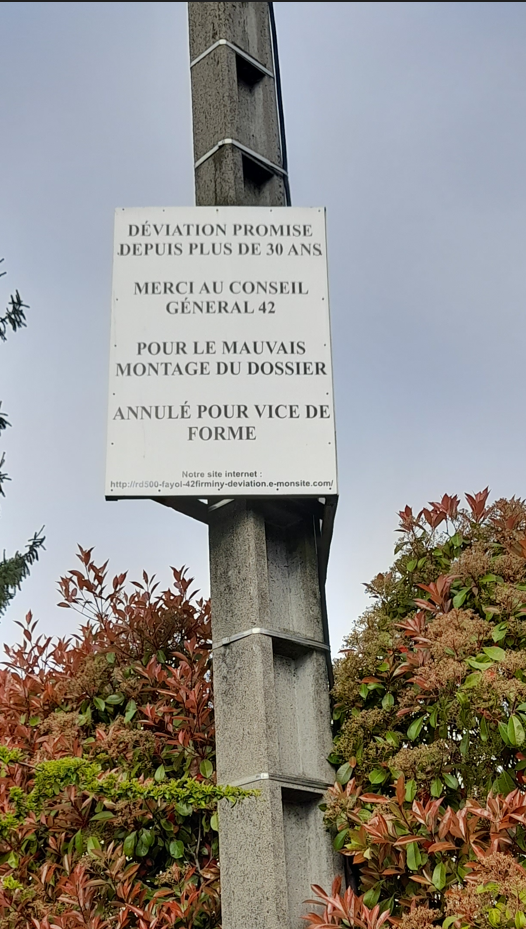 DÉVIATION PROMISE
DEPUIS PLUS DE 30 ANS
MERCI AU CONSEIL
GÉNERAL 42
POUR LE MAUVAIS
MONTAGE DU DOSSIER
ANNULÉ POUR VICE DE
FORME
Notre site internet :
http://rd500-fayol-42firminy-deviation.e-monsite.com/